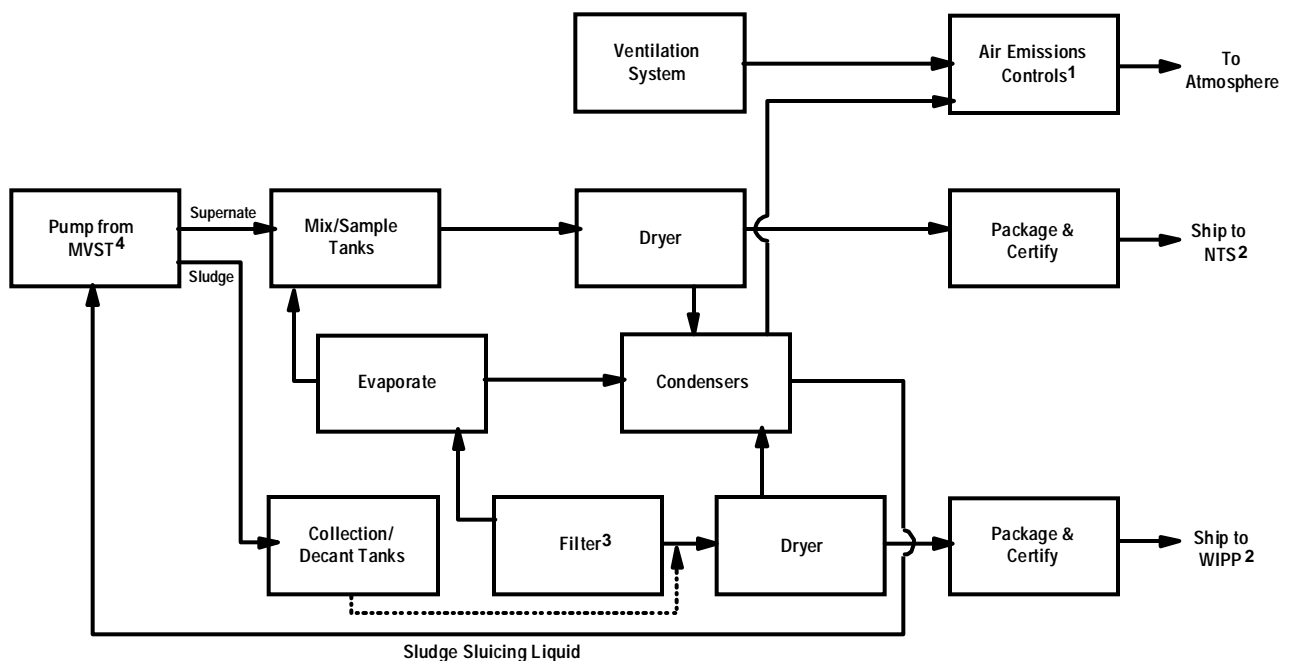 Ventilation
System
Air Emissions
Controls1
To
Atmosphere
Pump from
MVST4
Supernate
Sludge
Mix/Sample
Tanks
Dryer
Package &
Certify
Ship to
NTS2
Evaporate
Condensers
Collection/
Decant Tanks
Filter3
Dryer
Package &
Certify
Ship to
WIPP2
Sludge Sluicing Liquid